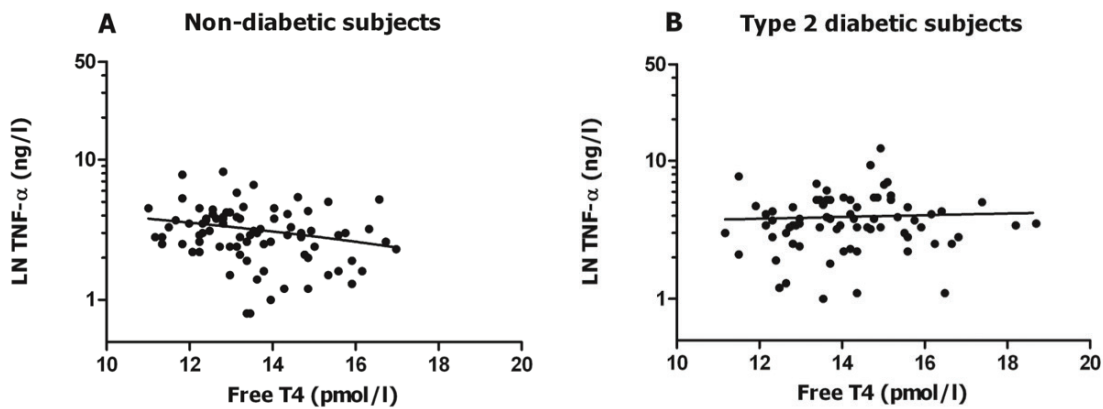 A Non-diabetic subjects
50
10
1
LN TNF-α (ng/l)
10 12 14 16 18 20
Free T4 (pmol/l)
B Type 2 diabetic subjects
50
10
1
LN TNF-α (ng/l)
10 12 14 16 18 20
Free T4 (pmol/l)